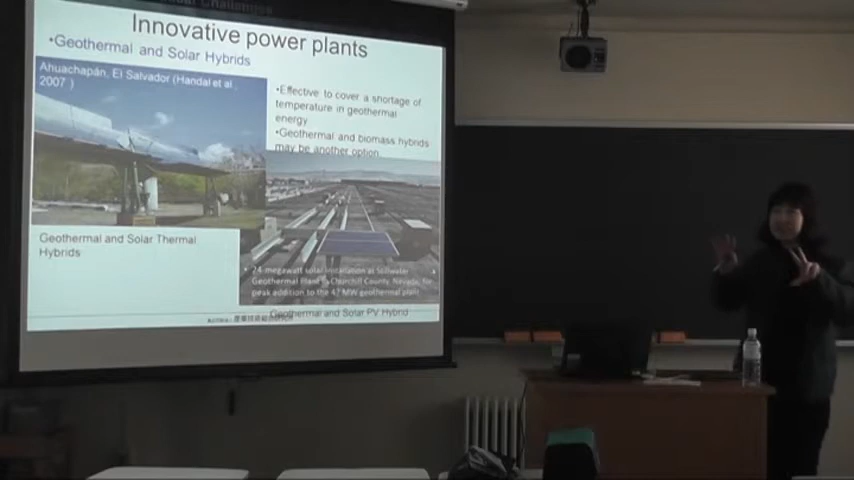 Innovative power plants
•Geothermal and Solar Hybrids
Ahuachapán, El Salvador (Handal et al
2007 )
•Effective to cover a shortage of
temperature in geothermal
energy
•Geothermal and biomass hybrids
may be another option.
Geothermal and Solar Thermal
Hybrids
• 24 megawatt solar installation at Stillwater
Geothermal Plant in Churchill County, Nevada, for
peak addition to the 47 MW geothermal plant
Geothermal and Solar PV Hybrid